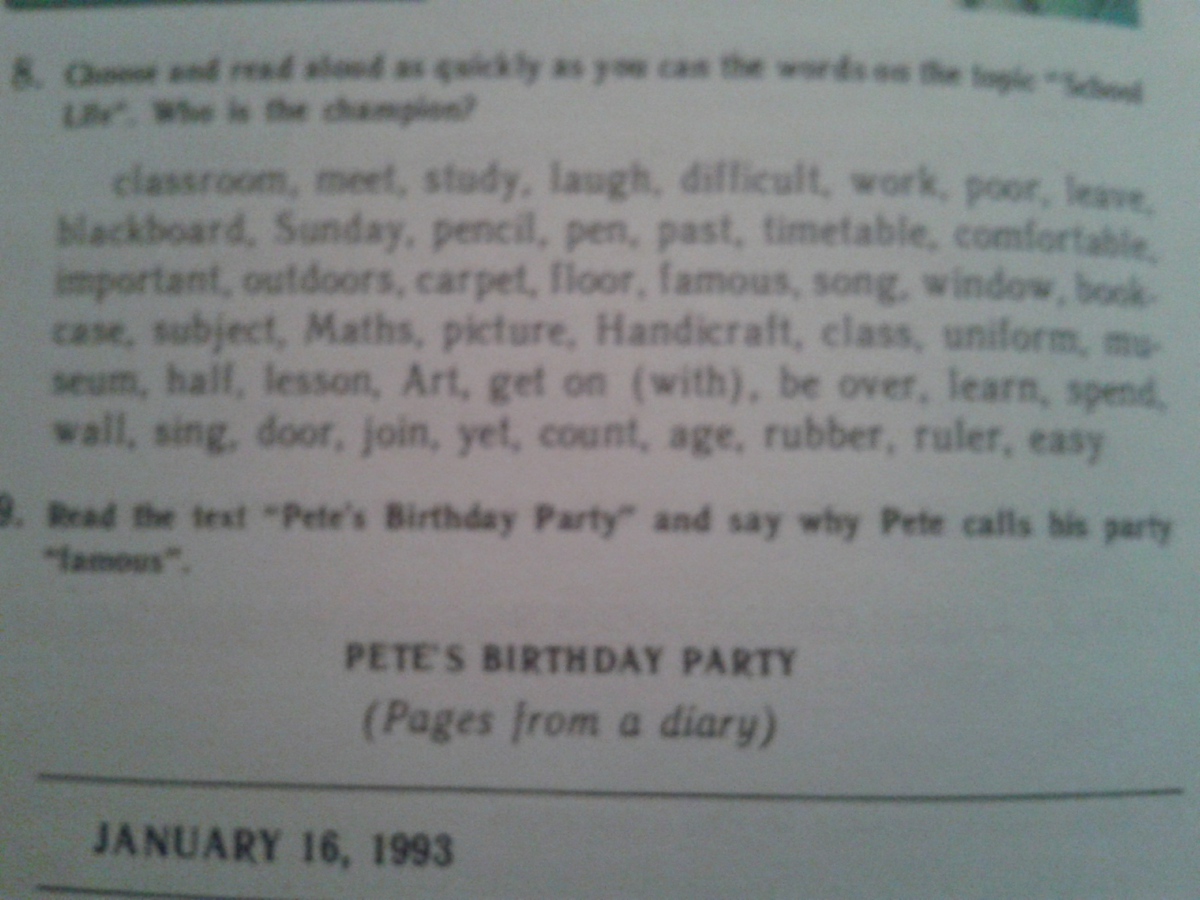 8. Choose and read aloud as quickly as you can the words on the topic "School
Life". Who is the champion?
classroom, meet, study, laugh, difficult, work, poor, leave,
blackboard, Sunday, pencil, pen, past, timetable, comfortable,
important, outdoors, carpet, floor, famous, song, window, book-
case, subject, Maths, picture, Handicraft, class, uniform, mu-
seum, half, lesson, Art, get on (with), be over, learn, spend,
wall, sing, door, join, yet, count, age, rubber, ruler, easy
9. Read the text "Pete's Birthday Party" and say why Pete calls his party
"famous".
PETE'S BIRTHDAY PARTY
(Pages from a diary)
JANUARY 16, 1993